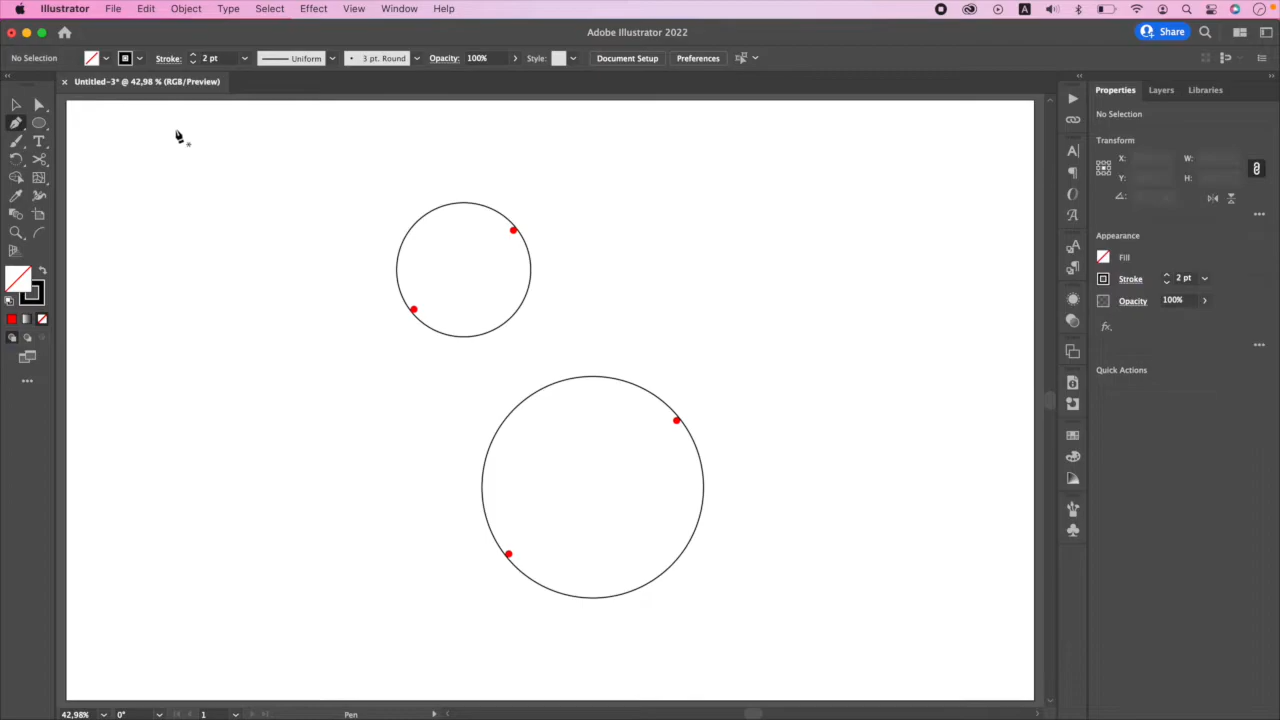 Illustrator File Edit Object Type Select Effect View Window Help
Adobe Illustrator 2022
Share
No Selection Stroke: 2 pt Uniform 3 pt. Round Opacity: 100% Style: Document Setup Preferences
Untitled-3* @ 42,98 % (RGB/Preview)
Properties Layers Libraries
No Selection
Transform
X: W:
Y: H:
Appearance
Fill
Stroke 2 pt
Opacity 100%
fx.
Quick Actions
42,98% 0° 1 Pen